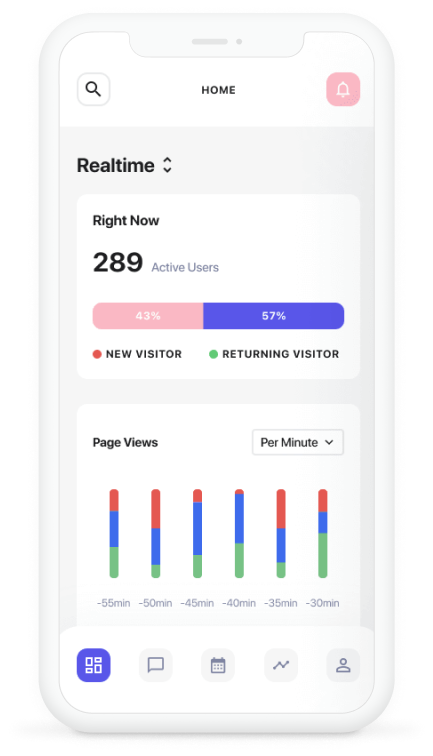 HOME
Realtime
Right Now
289 Active Users
43% 57%
NEW VISITOR RETURNING VISITOR
Page Views Per Minute
-55min -50min -45min -40min -35min -30min